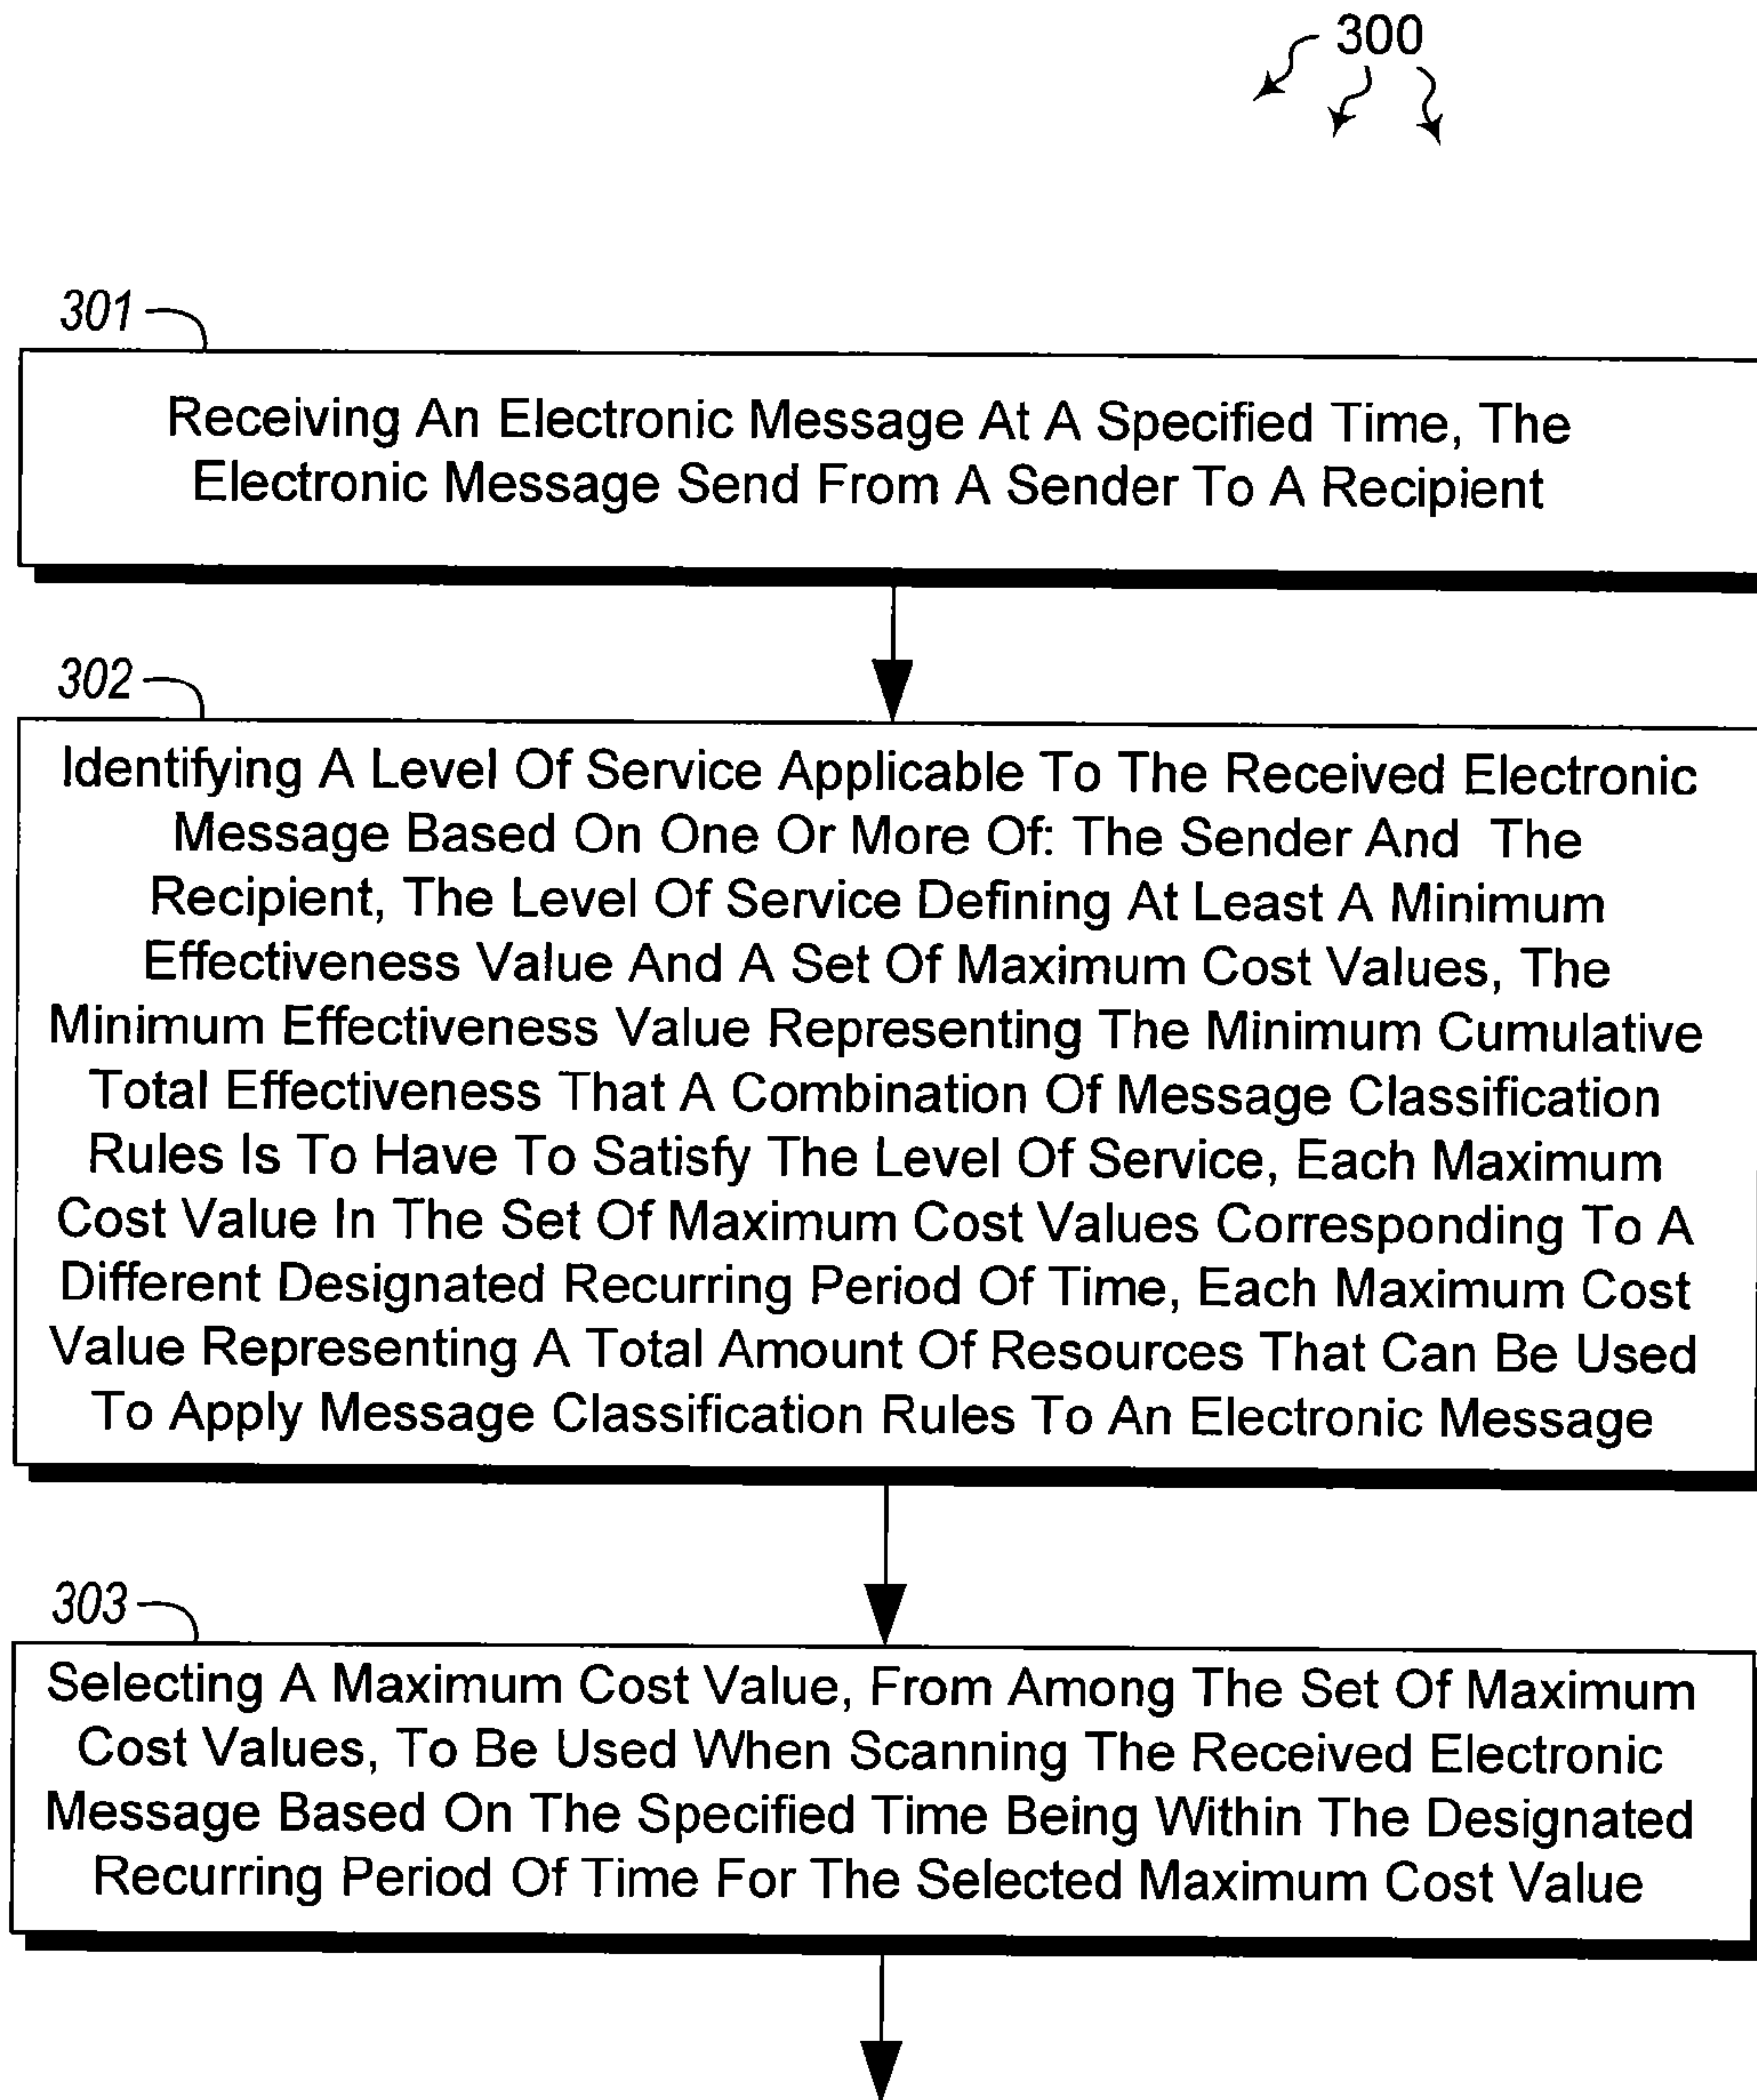 300
301
Receiving An Electronic Message At A Specified Time, The
Electronic Message Send From A Sender To A Recipient
302
Identifying A Level Of Service Applicable To The Received Electronic
Message Based On One Or More Of: The Sender And The
Recipient, The Level Of Service Defining At Least A Minimum
Effectiveness Value And A Set Of Maximum Cost Values, The
Minimum Effectiveness Value Representing The Minimum Cumulative
Total Effectiveness That A Combination Of Message Classification
Rules Is To Have To Satisfy The Level Of Service, Each Maximum
Cost Value In The Set Of Maximum Cost Values Corresponding To A
Different Designated Recurring Period Of Time, Each Maximum Cost
Value Representing A Total Amount Of Resources That Can Be Used
To Apply Message Classification Rules To An Electronic Message
303
Selecting A Maximum Cost Value, From Among The Set Of Maximum
Cost Values, To Be Used When Scanning The Received Electronic
Message Based On The Specified Time Being Within The Designated
Recurring Period Of Time For The Selected Maximum Cost Value